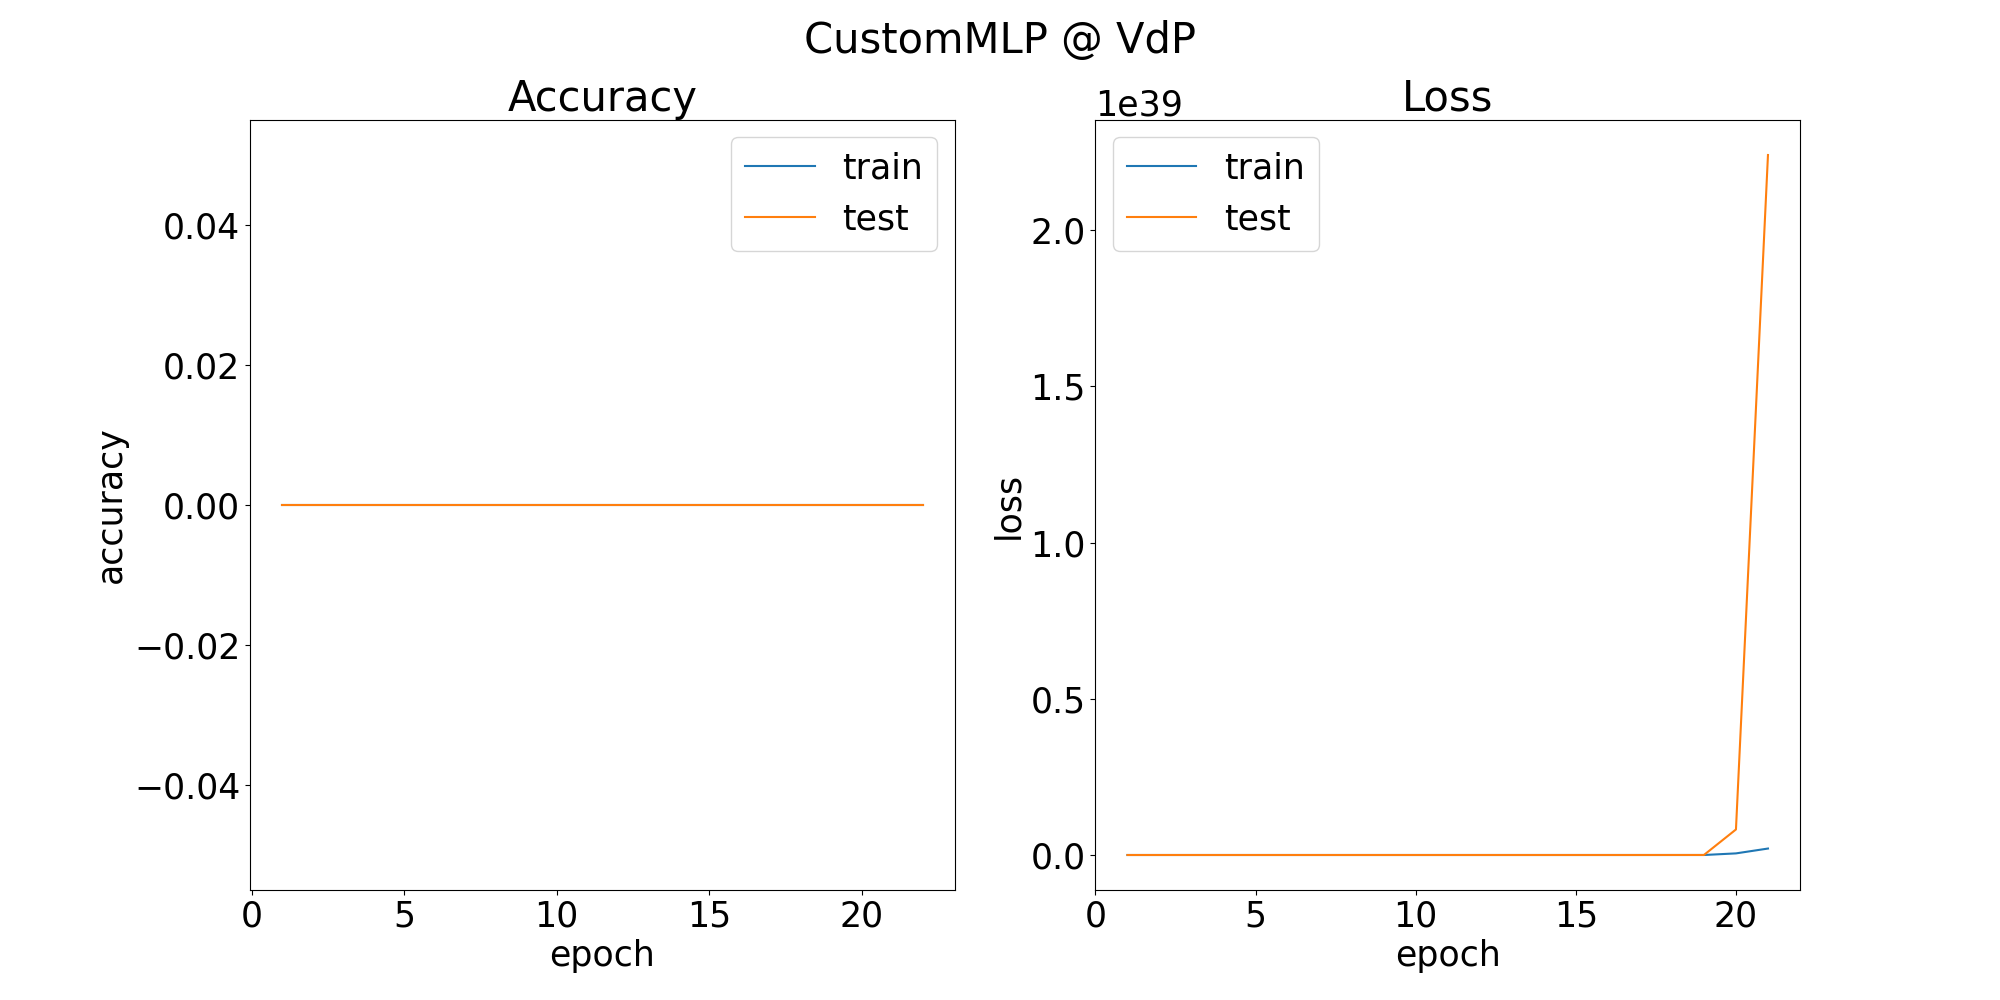 CustomMLP @ VdP
Accuracy
train
test
0.04
0.02
0.00
−0.02
−0.04
accuracy
0
5
10
15
20
epoch
Loss
1e39
train
test
2.0
1.5
1.0
0.5
0.0
loss
0
5
10
15
20
epoch